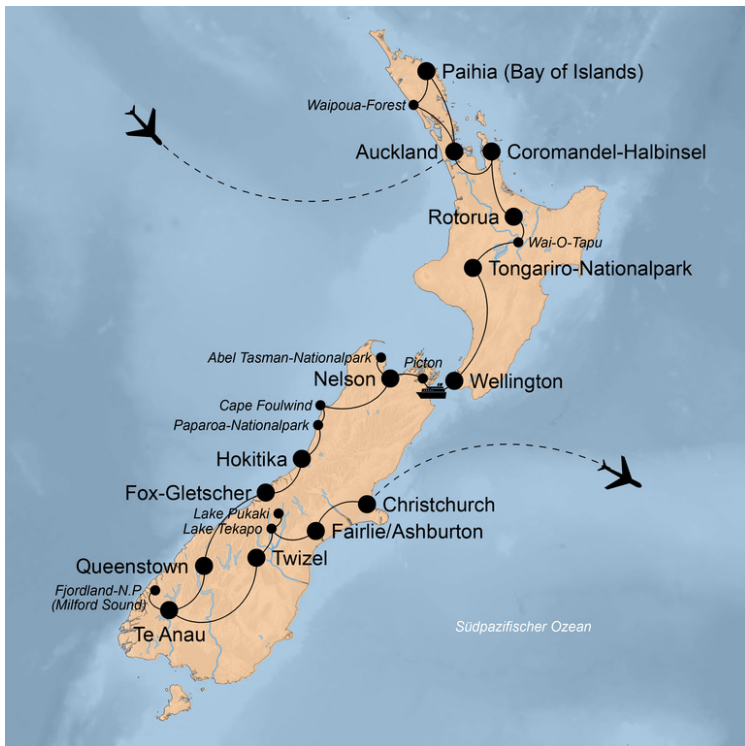 Paihia (Bay of Islands)
Waipoua-Forest
Auckland
Coromandel-Halbinsel
Rotorua
Wai-O-Tapu
Tongariro-Nationalpark
Abel Tasman-Nationalpark
Picton
Nelson
Wellington
Cape Foulwind
Paparoa-Nationalpark
Hokitika
Fox-Gletscher
Christchurch
Lake Pukaki
Lake Tekapo
Fairlie/Ashburton
Queenstown
Twizel
Fjordland-N.P.
(Milford Sound)
Te Anau
Südpazifischer Ozean